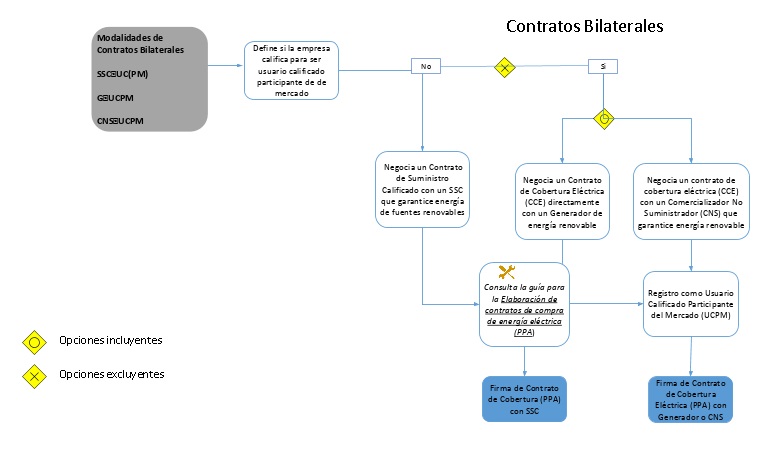 Contratos Bilaterales
Modalidades de
Contratos Bilaterales
SSC⍰UC(PM)
G⍰UCPM
CNS⍰UCPM
Define si la empresa
califica para ser
usuario calificado
participante de de
mercado
No
Si
Negocia un Contrato
de Suministro
Calificado con un SSC
que garantice energía
de fuentes renovables
Negocia un Contrato
de Cobertura Eléctrica
(CCE) directamente
con un Generador de
energía renovable
Negocia un contrato de
cobertura eléctrica (CCE)
con un Comercializador No
Suministrador (CNS) que
garantice energía renovable
Consulta la guía para
la Elaboración de
contratos de compra
de energía eléctrica
(PPA)
Registro como Usuario
Calificado Participante
del Mercado (UCPM)
Opciones incluyentes
Opciones excluyentes
Firma de Contrato
de Cobertura (PPA)
con SSC
Firma de Contrato
de Cobertura
Eléctrica (PPA) con
Generador o CNS